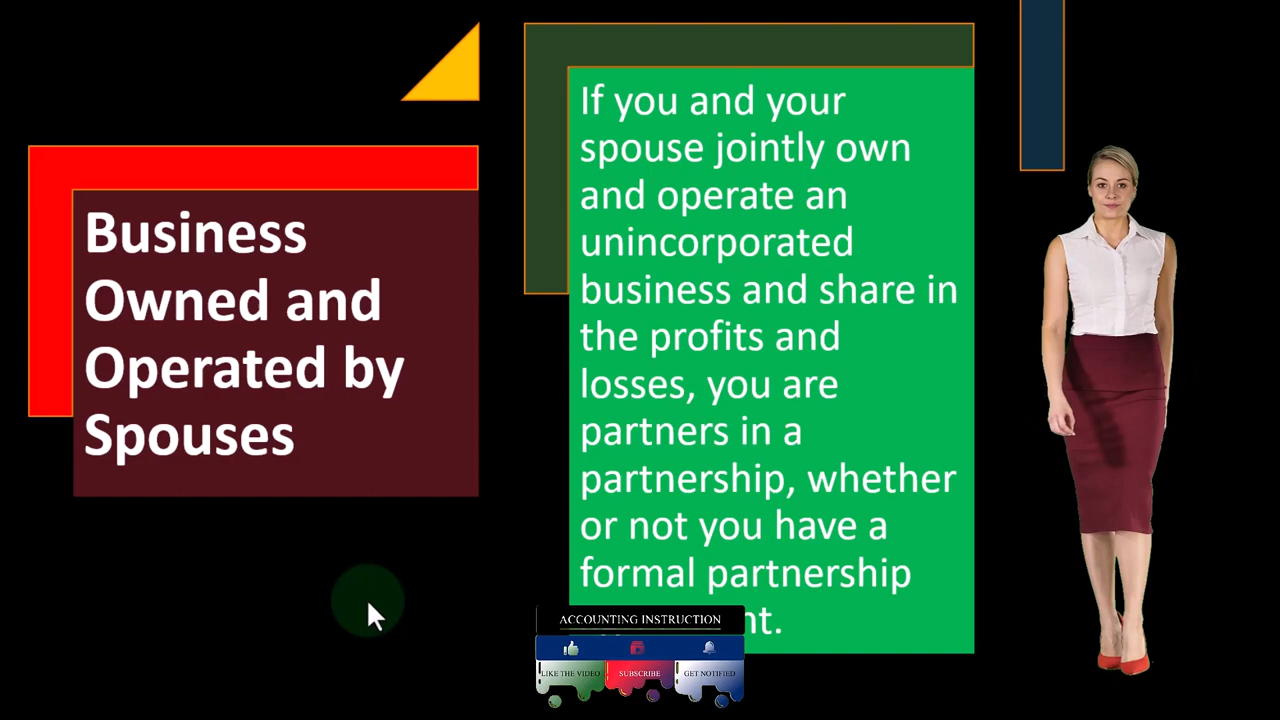 Business
Owned and
Operated by
Spouses
If you and your
spouse jointly own
and operate an
unincorporated
business and share in
the profits and
losses, you are
partners in a
partnership, whether
or not you have a
formal partnership
ACCOUNTING INSTRUCTION
LIKE THE VIDEO
SUBSCRIBE
GET NOTIFIED